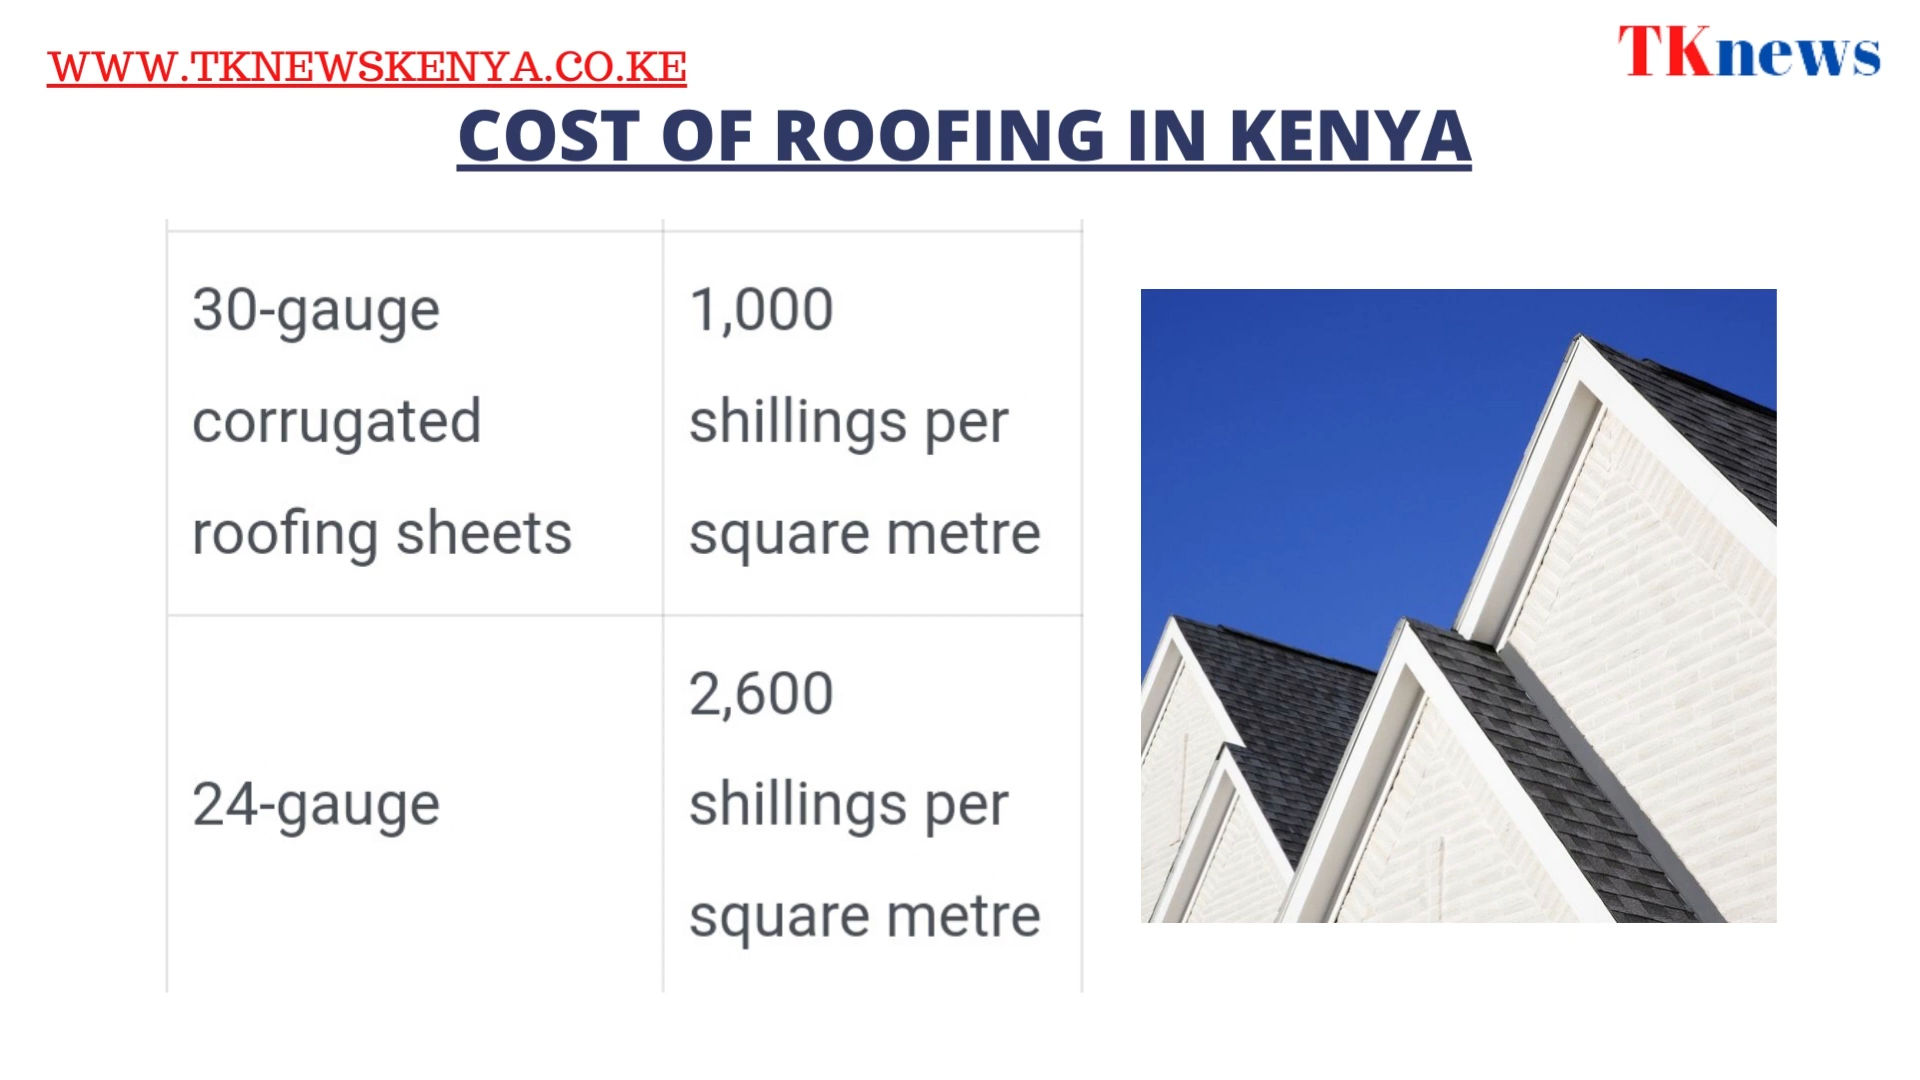 WWW.TKNEWSKENYA.CO.KE
TKnews
COST OF ROOFING IN KENYA
30-gauge
corrugated
roofing sheets
1,000
shillings per
square metre
24-gauge
2,600
shillings per
square metre